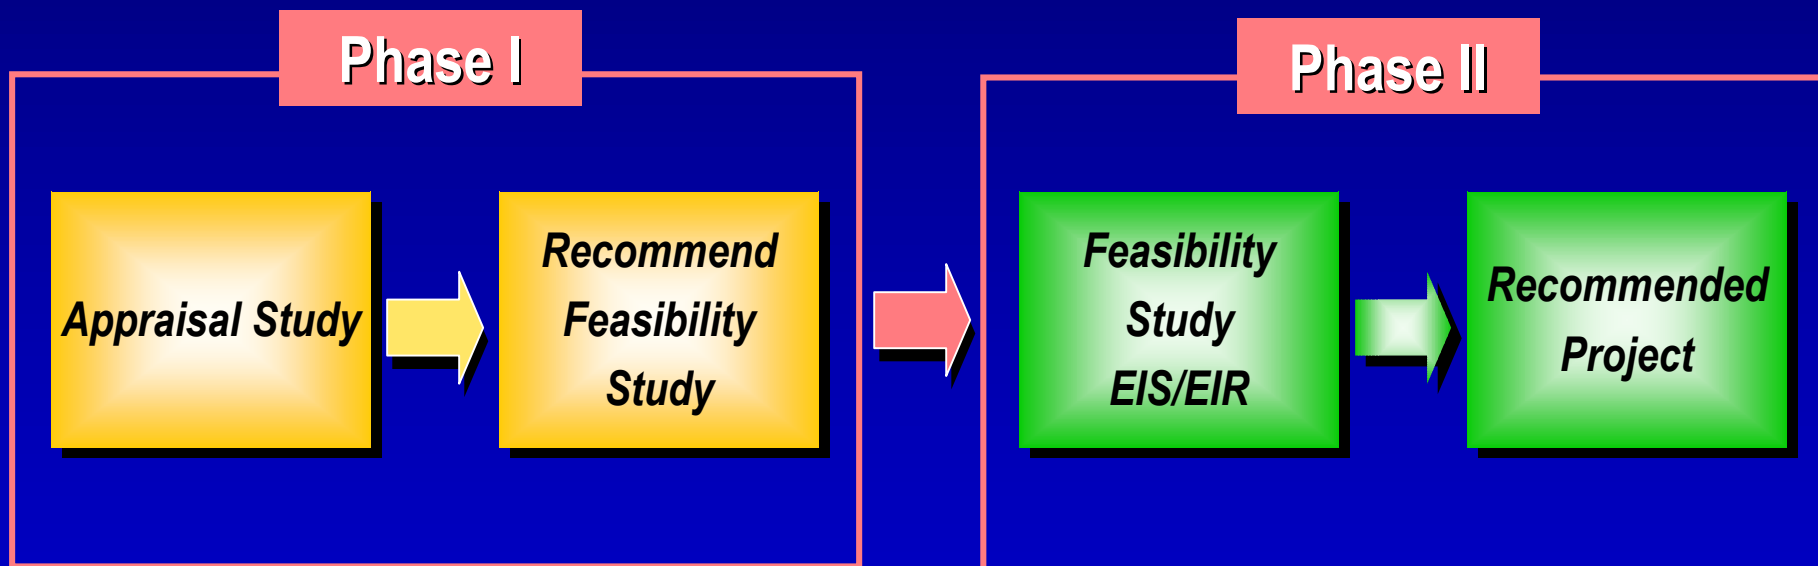 Phase I
Appraisal Study
Recommend
Feasibility
Study
Phase II
Feasibility
Study
EIS/EIR
Recommended
Project